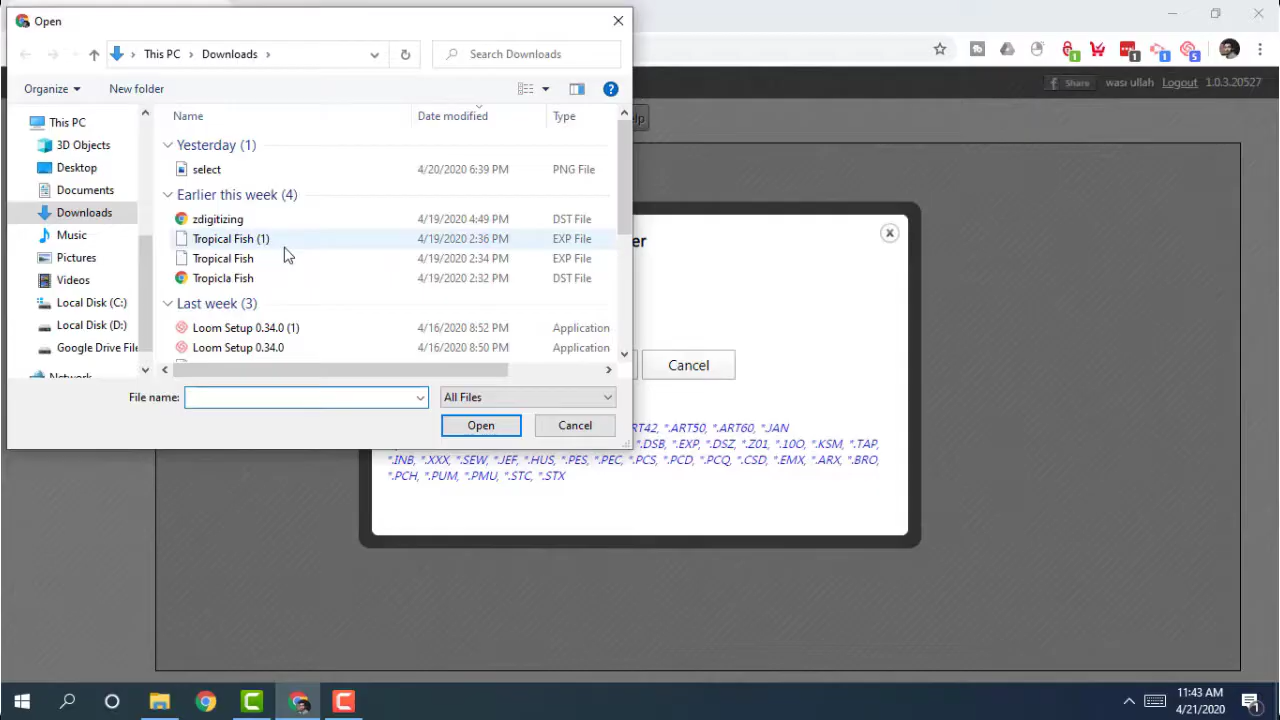 Open
This PC
Downloads
Search Downloads
Organize
New folder
Share
wası ullah
Logout
1.0.3.20527
This PC
3D Objects
Desktop
Documents
Downloads
Music
Pictures
Videos
Local Disk (C:)
Local Disk (D:)
Google Drive File
Network
Name Date modified Type
Yesterday (1)
select 4/20/2020 6:39 PM PNG File
Earlier this week (4)
zdigitizing 4/19/2020 4:49 PM DST File
Tropical Fish (1) 4/19/2020 2:36 PM EXP File
Tropical Fish 4/19/2020 2:34 PM EXP File
Tropicla Fish 4/19/2020 2:32 PM DST File
Last week (3)
Loom Setup 0.34.0 (1) 4/16/2020 8:52 PM Application
Loom Setup 0.34.0 4/16/2020 8:50 PM Application
File name:
All Files
Open
Cancel
er
Cancel
RT42, *.ART50, *.ART60, *.JAN
*.DSB, *.EXP, *.DSZ, *.Z01, *.10O, *.KSM, *.TAP,
*.INB, *.XXX, *.SEW, *.JEF, *.HUS, *.PES, *.PEC, *.PCS, *.PCD, *.PCQ, *.CSD, *.EMX, *.ARX, *.BRO,
*.PCH, *.PUM, *.PMU, *.STC, *.STX
11:43 AM
4/21/2020